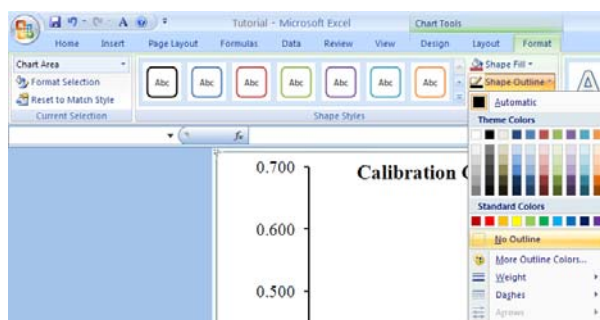 Tutorial - Microsoft Excel Chart Tools
Home Insert Page Layout Formulas Data Review View Design Layout Format
Chart Area
Format Selection
Reset to Match Style
Current Selection
Abc Abc Abc Abc Abc Abc Abc
Shape Styles
Shape Fill
Shape Outline
A
Automatic
Theme Colors
Standard Colors
No Outline
More Outline Colors...
Weight
Dashes
Arrows
fx
0.700
Calibration
0.600
0.500